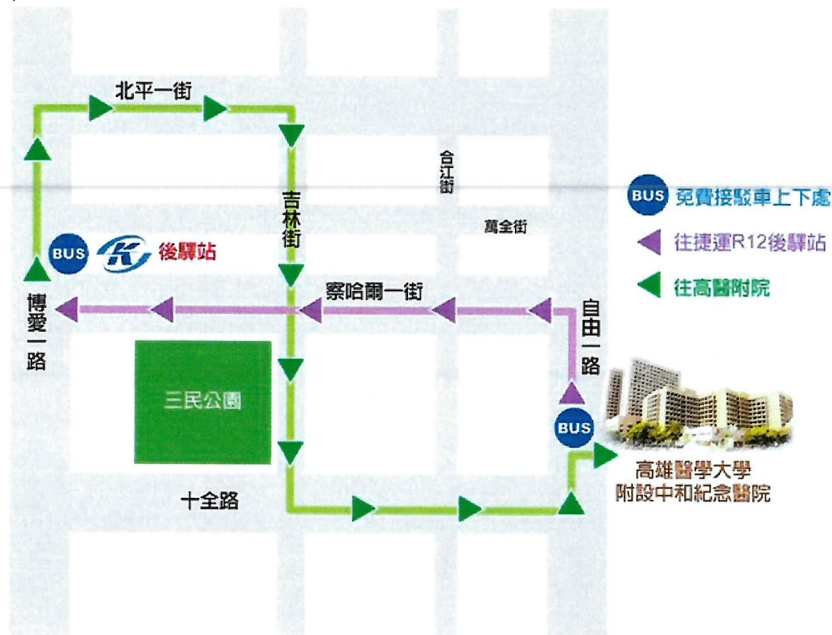 北平一街
合江街
吉林街
萬全街
BUS 免費接駁車上下處
往捷運R12後驛站
往高醫附院
BUS K 後驛站
博愛一路
察哈爾一街
自由一路
三民公園
BUS
高雄醫學大學
附設中和紀念醫院
十全路